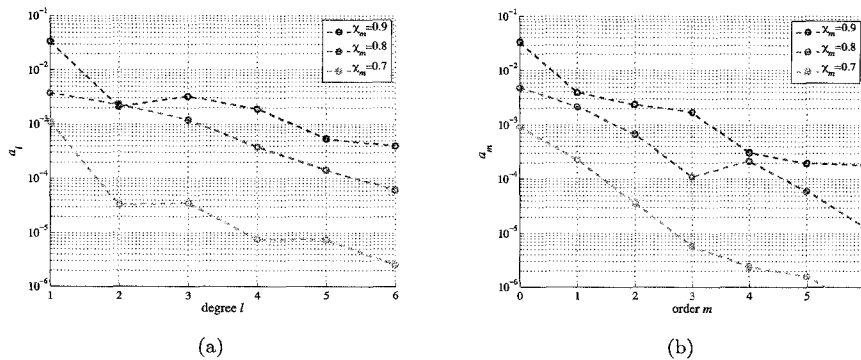 10⁰
10⁻¹
10⁻²
10⁻³
10⁻⁴
10⁻⁵
10⁻⁶
a_l
1 2 3 4 5 6
degree l
χ_m=0.9
χ_m=0.8
χ_m=0.7
(a)
10⁰
10⁻¹
10⁻²
10⁻³
10⁻⁴
10⁻⁵
10⁻⁶
a_m
0 1 2 3 4 5
order m
χ_m=0.9
χ_m=0.8
χ_m=0.7
(b)